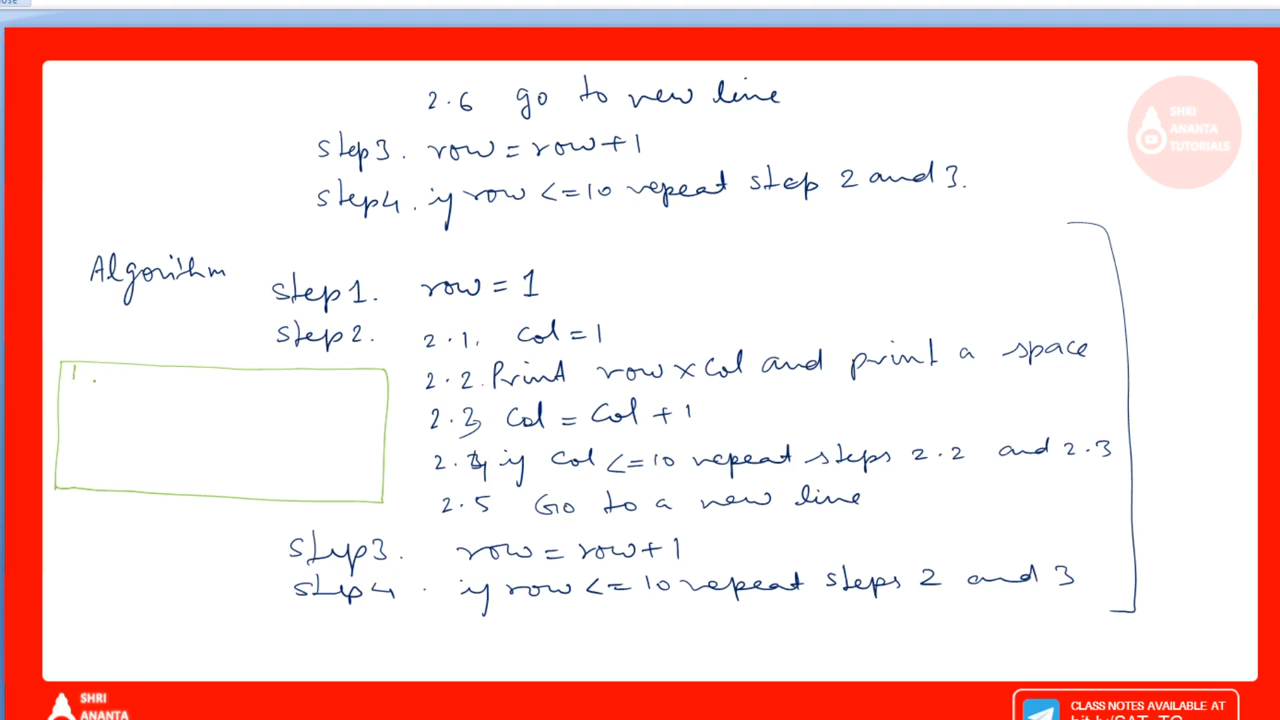 ose
2.6 go to new line
SHRI
ANANTA
TUTORIALS
step3. row = row+1
step4. if row <=10 repeat step 2 and 3.
Algorithm
step1. row = 1
step2. 2.1. col = 1
2.2. Print row x Col and print a space
1.
2.3 Col = Col + 1
2.4 if Col <=10 repeat steps 2.2 and 2.3
2.5 Go to a new line
step3. row = row+1
step4. if row <=10 repeat steps 2 and 3
SHRI
ANANTA
CLASS NOTES AVAILABLE AT